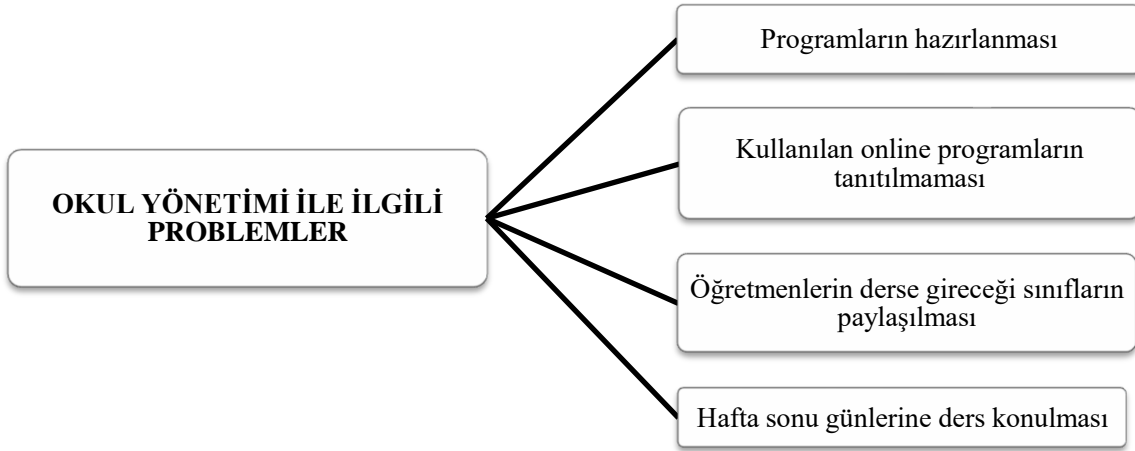 OKUL YÖNETİMİ İLE İLGİLİ
PROBLEMLER
Programların hazırlanması
Kullanılan online programların
tanıtılmaması
Öğretmenlerin derse gireceği sınıfların
paylaşılması
Hafta sonu günlerine ders konulması